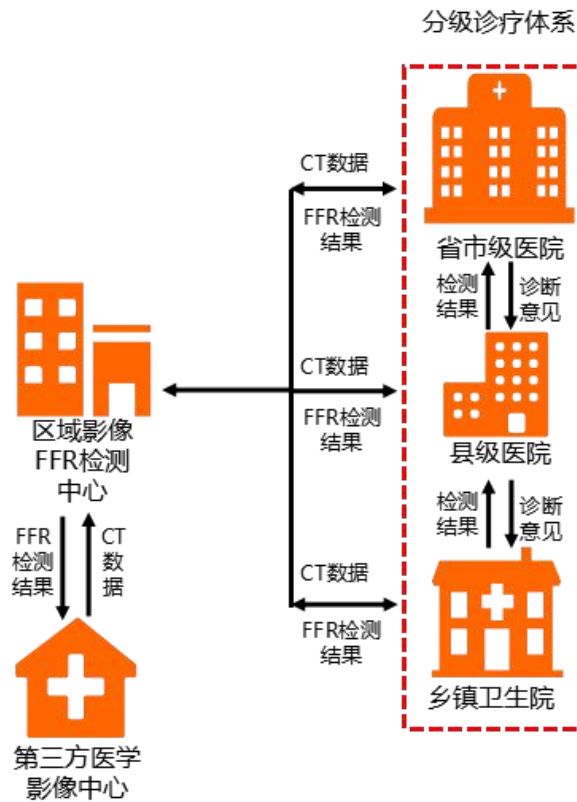 分级诊疗体系
CT数据
FFR检测
结果
省市级医院
检测
结果
诊断
意见
CT数据
FFR检测
结果
县级医院
区域影像
FFR检测
中心
检测
结果
诊断
意见
FFR
检测
结果
CT
数
据
CT数据
FFR检测
结果
乡镇卫生院
第三方医学
影像中心